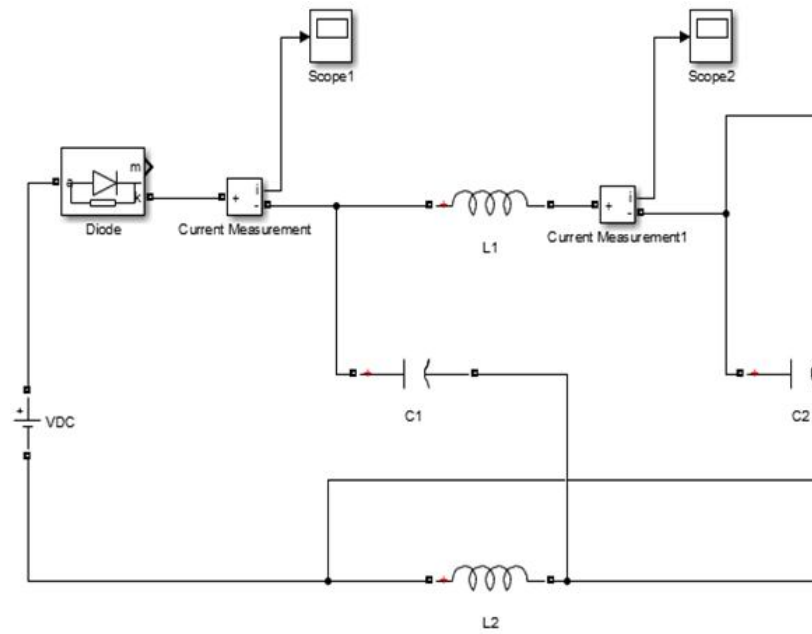 Scope1
Scope2
m
a
k
Diode
+
i
-
Current Measurement
L1
+
i
-
Current Measurement1
C1
C2
+
VDC
L2